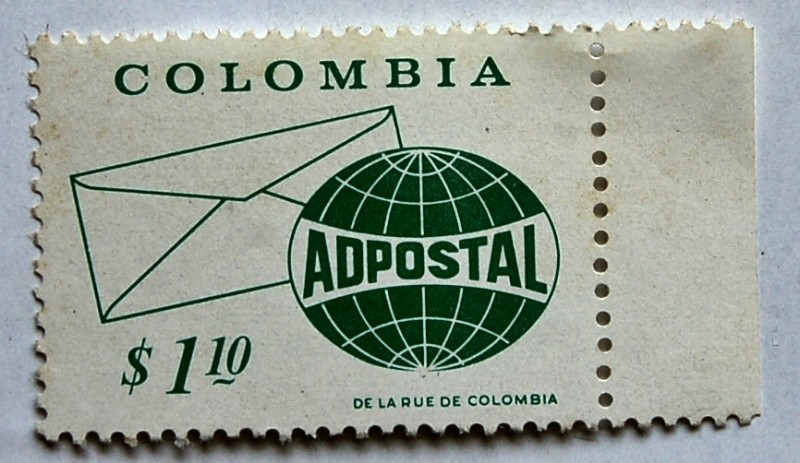 COLOMBIA
ADPOSTAL
$ 1 10
DE LA RUE DE COLOMBIA